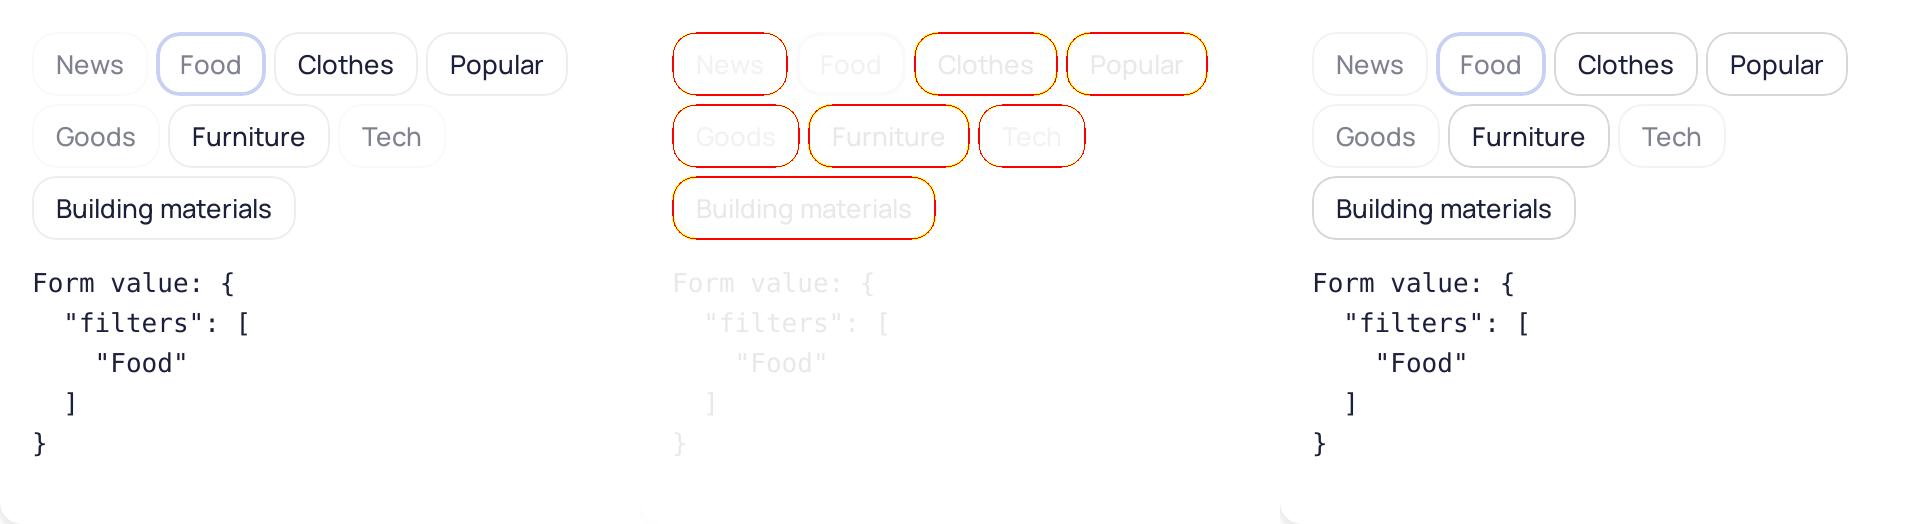 News Food Clothes Popular
Goods Furniture Tech
Building materials
Form value: {
  "filters": [
    "Food"
  ]
}
News Food Clothes Popular
Goods Furniture Tech
Building materials
Form value: {
  "filters": [
    "Food"
  ]
}
News Food Clothes Popular
Goods Furniture Tech
Building materials
Form value: {
  "filters": [
    "Food"
  ]
}